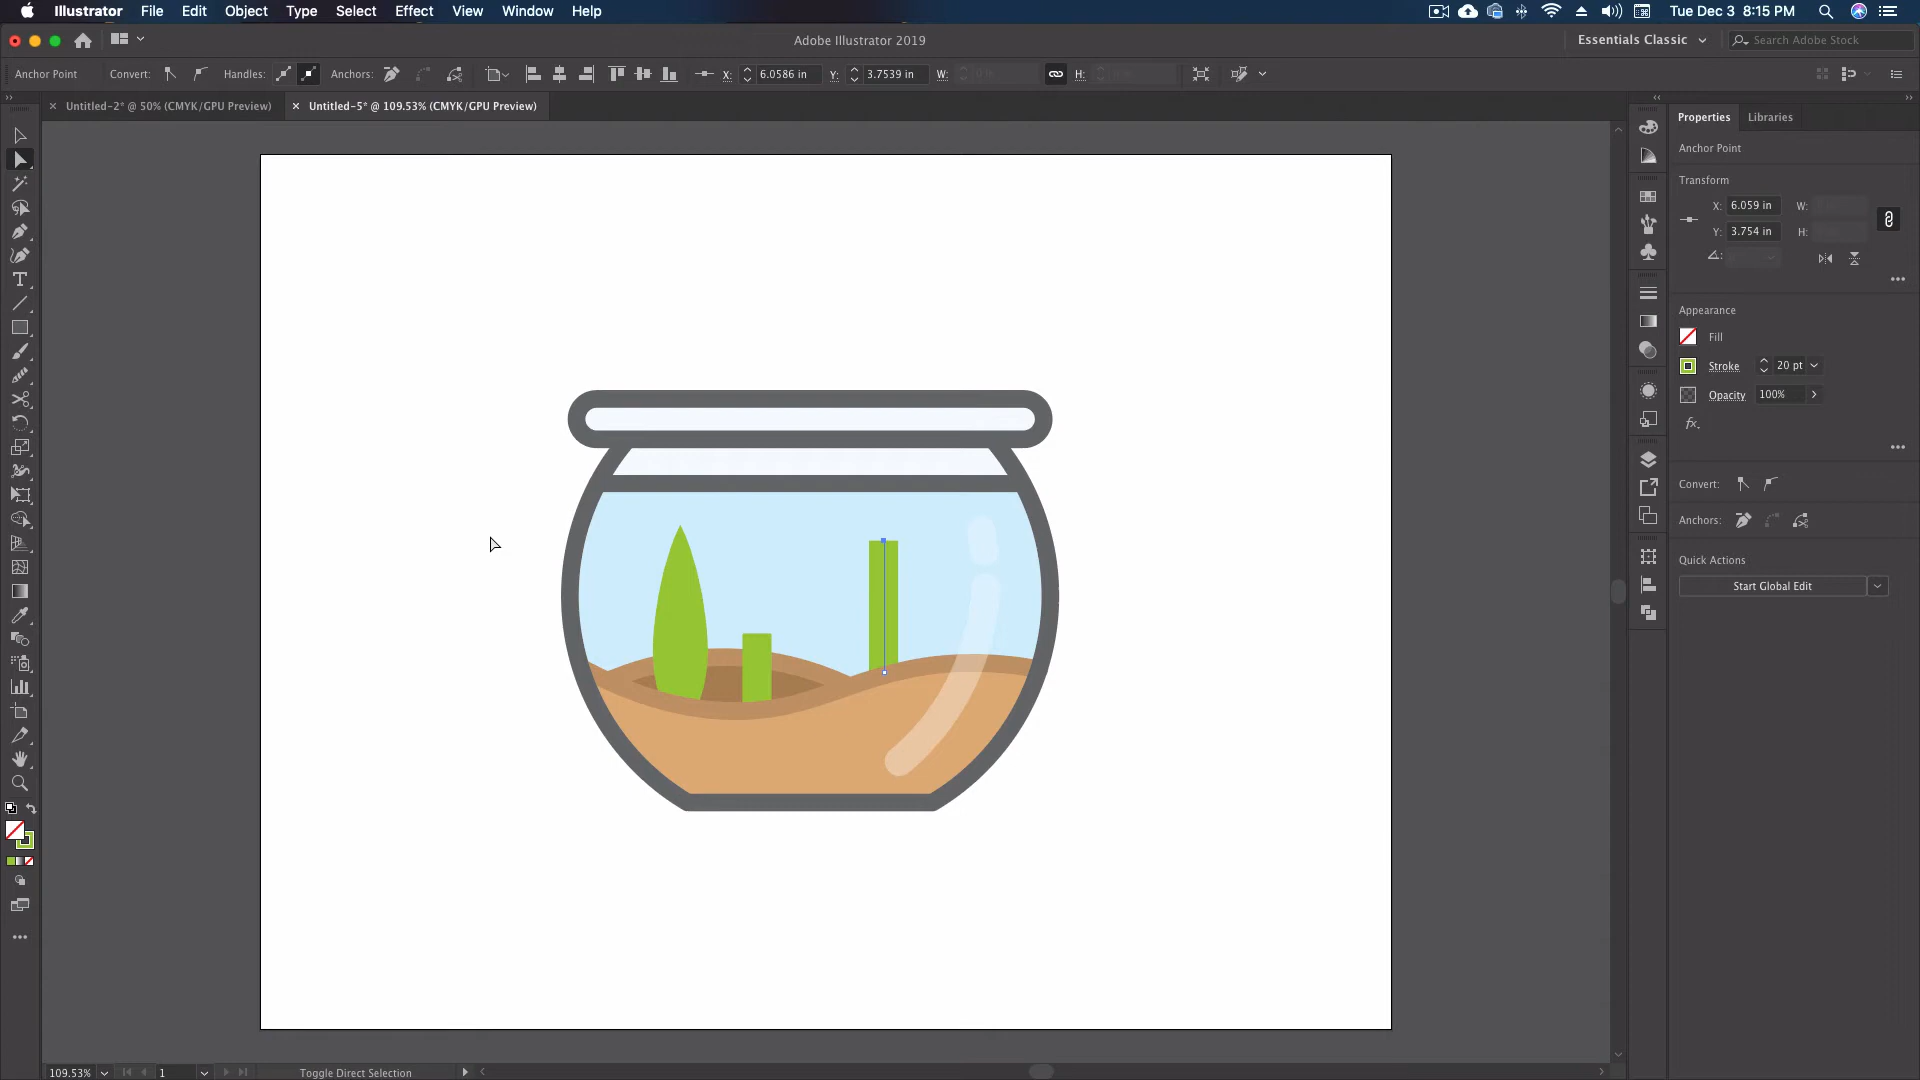 Illustrator File Edit Object Type Select Effect View Window Help Tue Dec 3 8:15 PM
Adobe Illustrator 2019 Essentials Classic Search Adobe Stock
Anchor Point Convert: Handles: Anchors: X: 6.0586 in Y: 3.7539 in W: H:
Untitled-2* @ 50% (CMYK/GPU Preview) Untitled-5* @ 109.53% (CMYK/GPU Preview)
Properties Libraries
Anchor Point
Transform
X: 6.059 in W:
Y: 3.754 in H:
Appearance
Fill
Stroke 20 pt
Opacity 100%
fx.
Convert:
Anchors:
Quick Actions
Start Global Edit
109.53% 1 Toggle Direct Selection